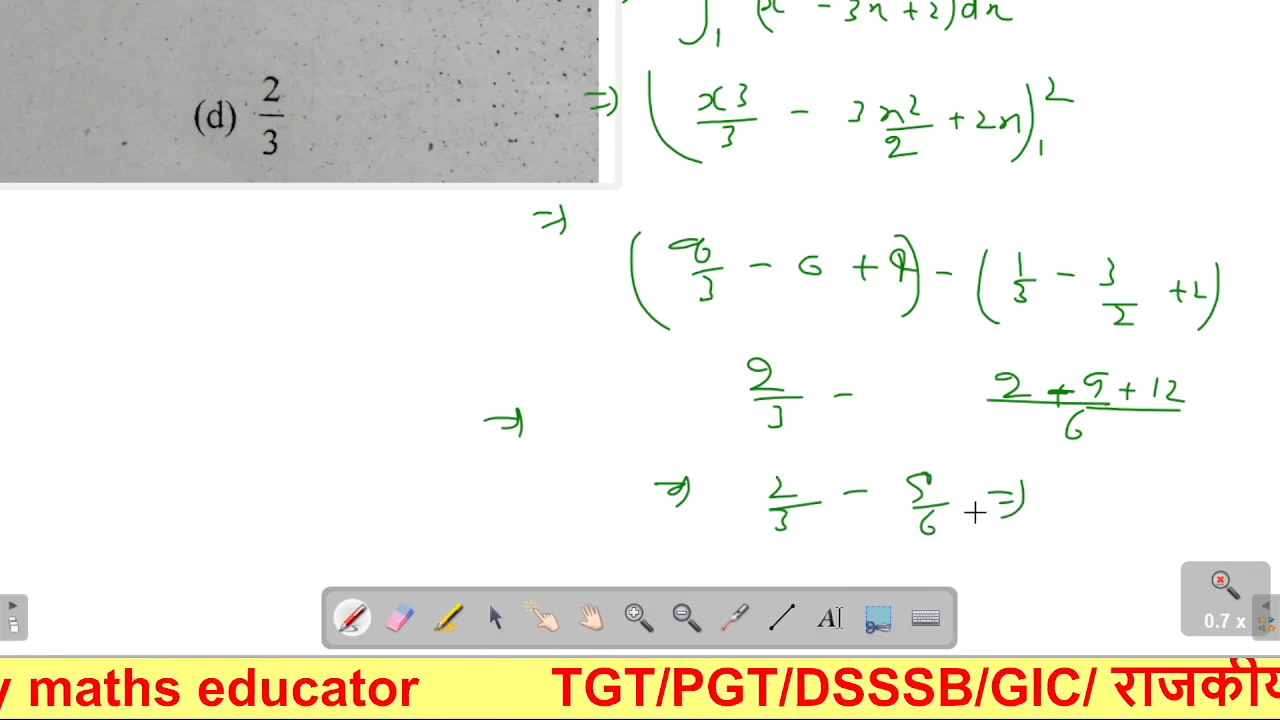 ∫₁ (x² - 3x + 2) dx
(d) 2/3
=> (x3/3 - 3x2/2 + 2x)₁²
=>
(8/3 - 6 + 4) - (1/3 - 3/2 + 2)
=> 2/3 - (2 - 9 + 12)/6
=> 2/3 - 5/6 =>
AI
0.7 x
y maths educator TGT/PGT/DSSSB/GIC/ राजकीय